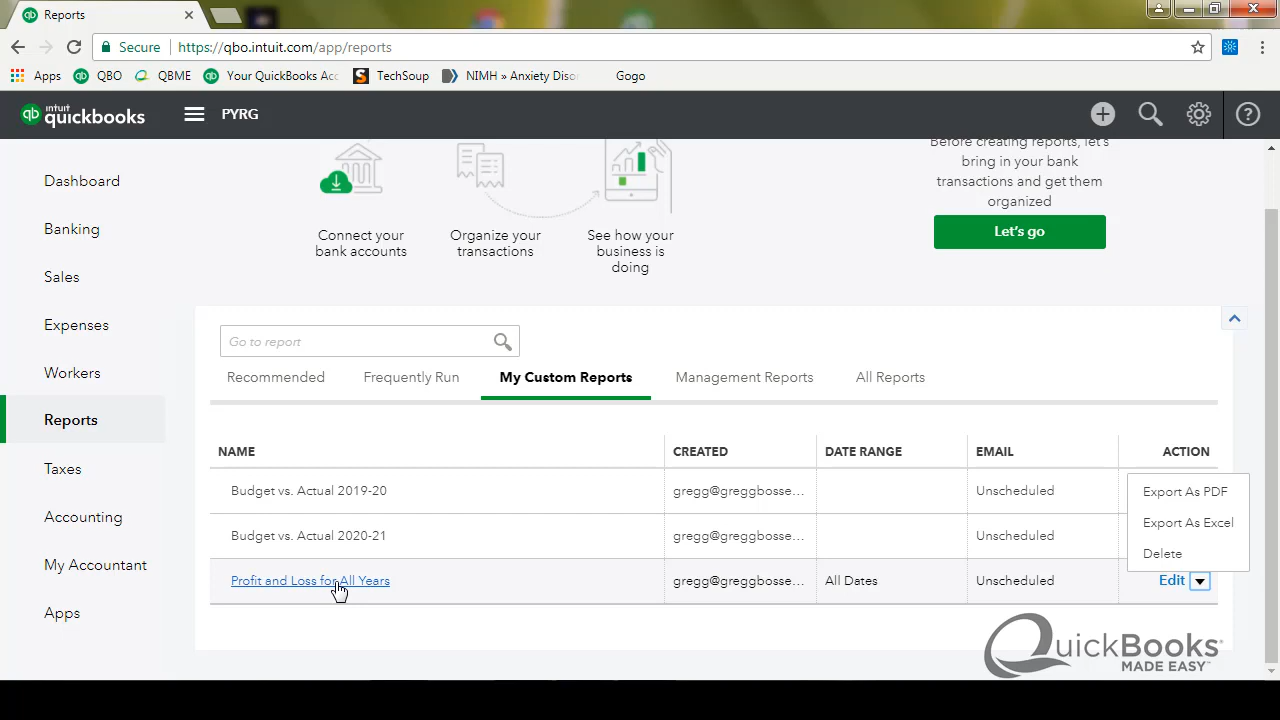 Reports
Secure
https://qbo.intuit.com/app/reports
Apps
QBO
QBME
Your QuickBooks Acc
S
TechSoup
NIMH » Anxiety Disor
Gogo
qb
intuit
quickbooks
PYRG
Dashboard
Banking
Sales
Expenses
Workers
Reports
Taxes
Accounting
My Accountant
Apps
Connect your
bank accounts
Organize your
transactions
See how your
business is
doing
Before creating reports, let's
bring in your bank
transactions and get them
organized
Let's go
Go to report
Recommended
Frequently Run
My Custom Reports
Management Reports
All Reports
NAME CREATED DATE RANGE EMAIL ACTION
Budget vs. Actual 2019-20 gregg@greggbosse... Unscheduled
Budget vs. Actual 2020-21 gregg@greggbosse... Unscheduled
Profit and Loss for All Years gregg@greggbosse... All Dates Unscheduled Edit
Export As PDF
Export As Excel
Delete
QuickBooks
MADE EASY™